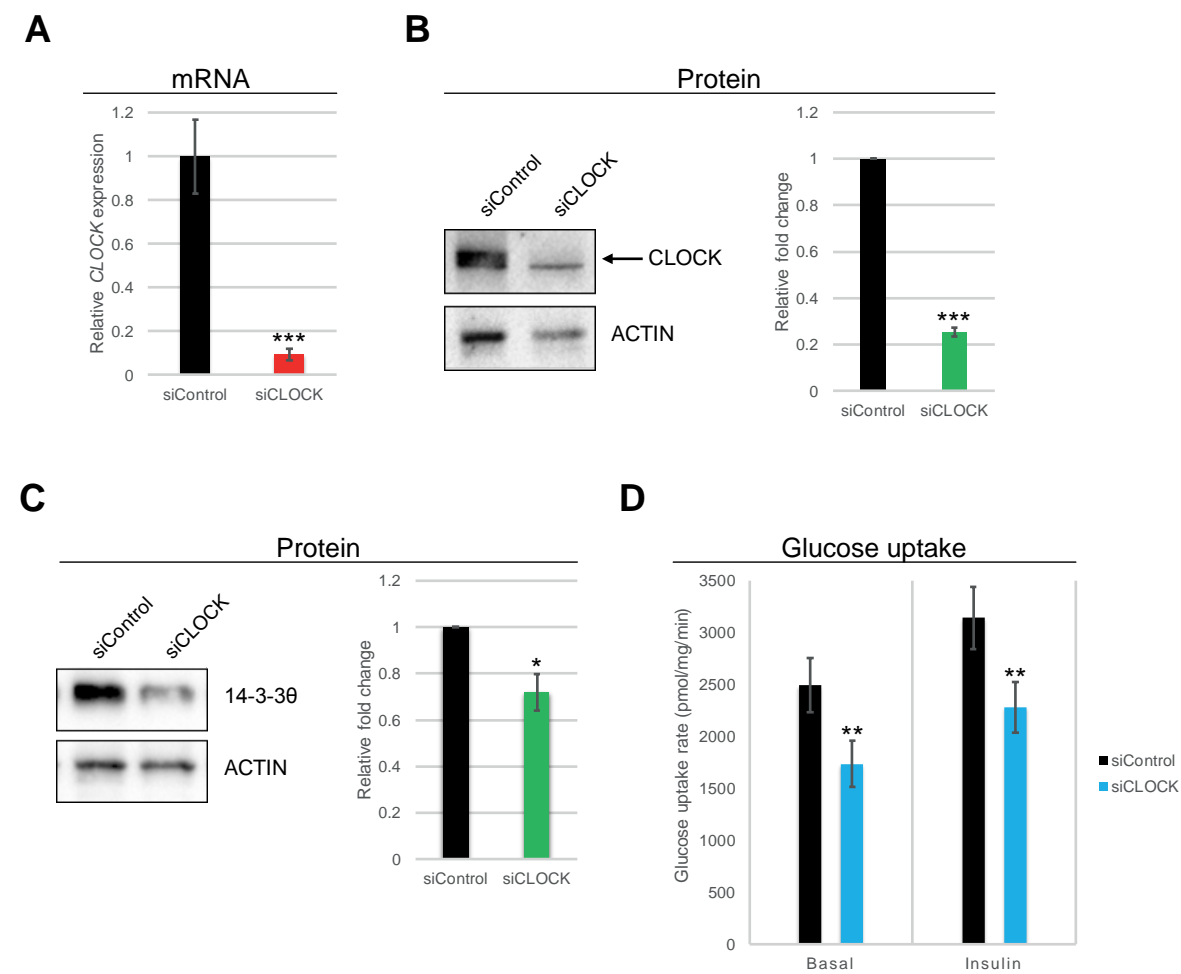 A
mRNA
Relative CLOCK expression
1.2
1
0.8
0.6
0.4
0.2
0
***
siControl
siCLOCK
B
Protein
siControl
siCLOCK
CLOCK
ACTIN
Relative fold change
1.2
1
0.8
0.6
0.4
0.2
0
***
siControl
siCLOCK
C
Protein
siControl
siCLOCK
14-3-3θ
ACTIN
Relative fold change
1.2
1
0.8
0.6
0.4
0.2
0
*
siControl
siCLOCK
D
Glucose uptake
Glucose uptake rate (pmol/mg/min)
3500
3000
2500
2000
1500
1000
500
0
**
**
Basal
Insulin
siControl
siCLOCK